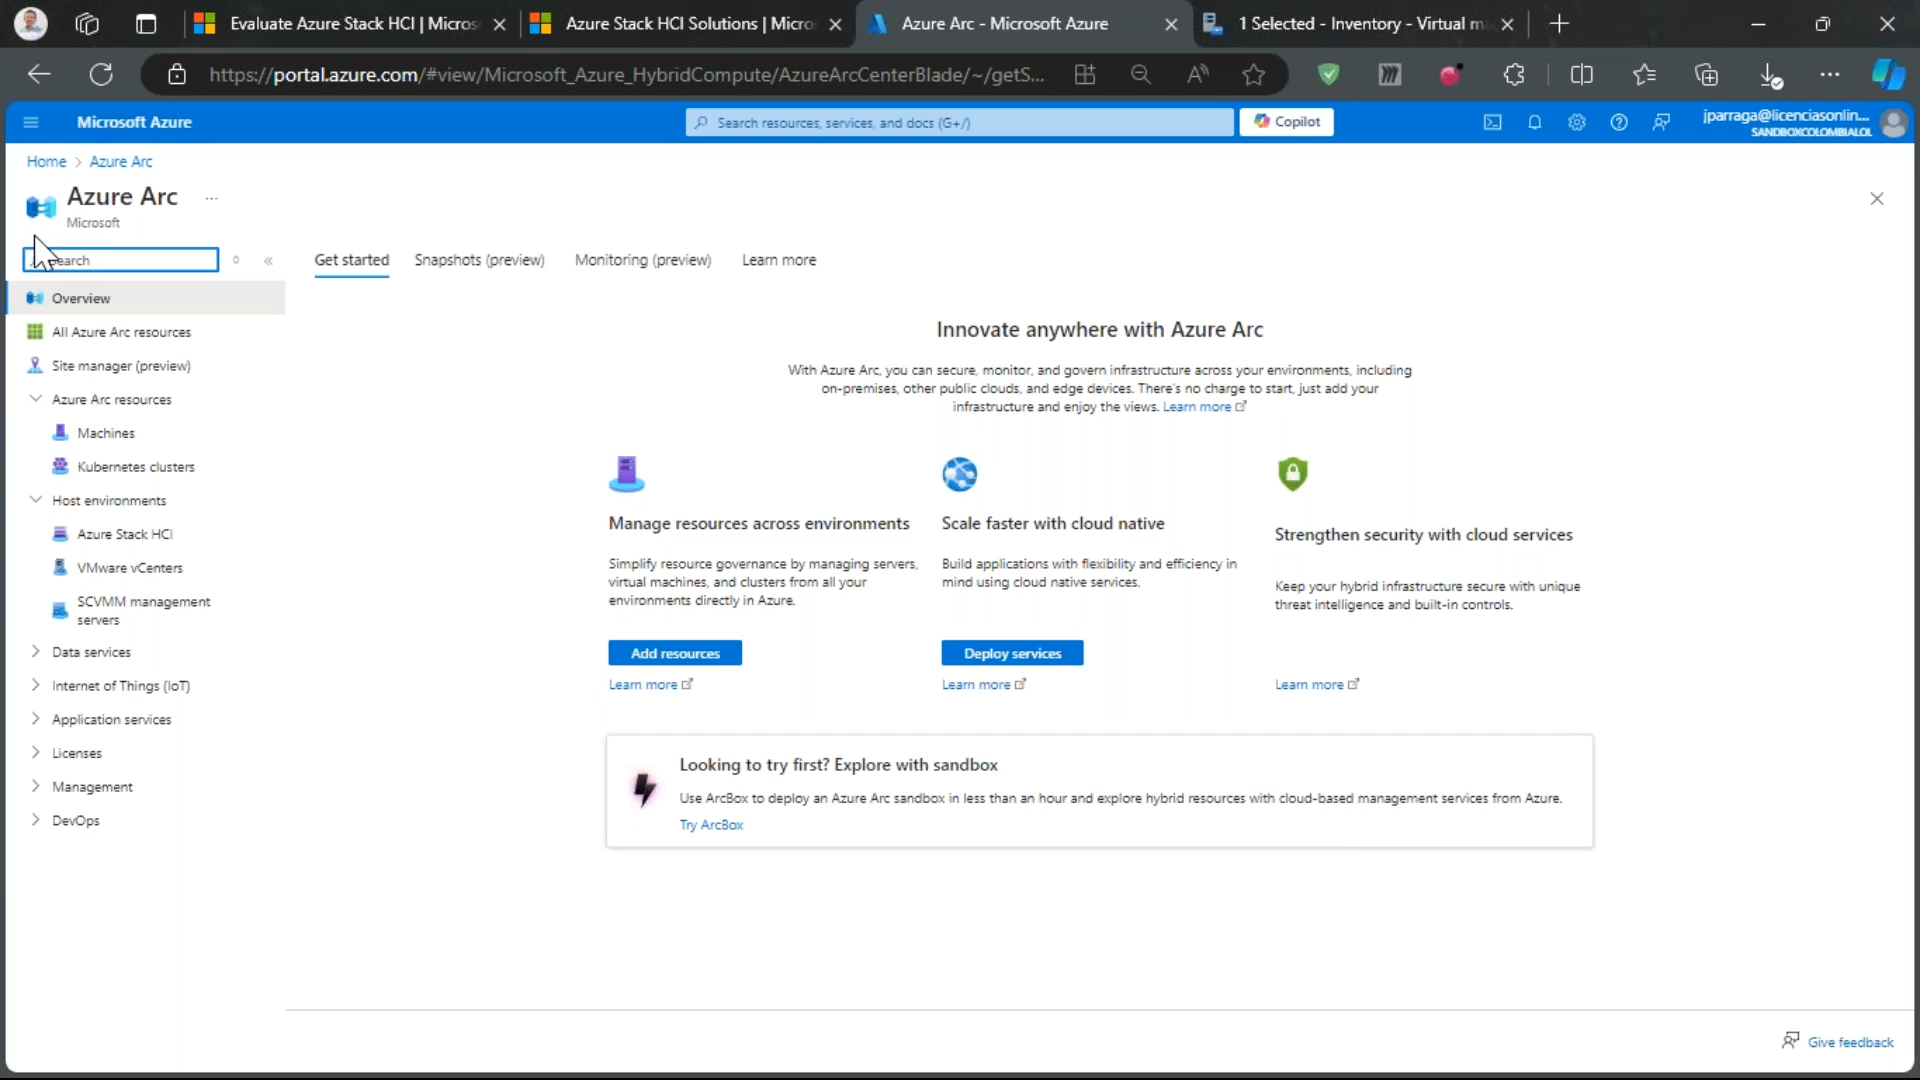 Evaluate Azure Stack HCI | Micros
Azure Stack HCI Solutions | Micro
Azure Arc - Microsoft Azure
1 Selected - Inventory - Virtual m
https://portal.azure.com/#view/Microsoft_Azure_HybridCompute/AzureArcCenterBlade/~/getS...
Microsoft Azure
Search resources, services, and docs (G+/)
Copilot
jparraga@licenciasonlin...
SANDBOXCOLOMBIALOL
Home > Azure Arc
Azure Arc
...
Microsoft
Get started
Snapshots (preview)
Monitoring (preview)
Learn more
Overview
All Azure Arc resources
Site manager (preview)
Azure Arc resources
Machines
Kubernetes clusters
Host environments
Azure Stack HCI
VMware vCenters
SCVMM management
servers
Data services
Internet of Things (IoT)
Application services
Licenses
Management
DevOps
Innovate anywhere with Azure Arc
With Azure Arc, you can secure, monitor, and govern infrastructure across your environments, including
on-premises, other public clouds, and edge devices. There's no charge to start, just add your
infrastructure and enjoy the views. Learn more
Manage resources across environments
Simplify resource governance by managing servers,
virtual machines, and clusters from all your
environments directly in Azure.
Add resources
Learn more
Scale faster with cloud native
Build applications with flexibility and efficiency in
mind using cloud native services.
Deploy services
Learn more
Strengthen security with cloud services
Keep your hybrid infrastructure secure with unique
threat intelligence and built-in controls.
Learn more
Looking to try first? Explore with sandbox
Use ArcBox to deploy an Azure Arc sandbox in less than an hour and explore hybrid resources with cloud-based management services from Azure.
Try ArcBox
Give feedback